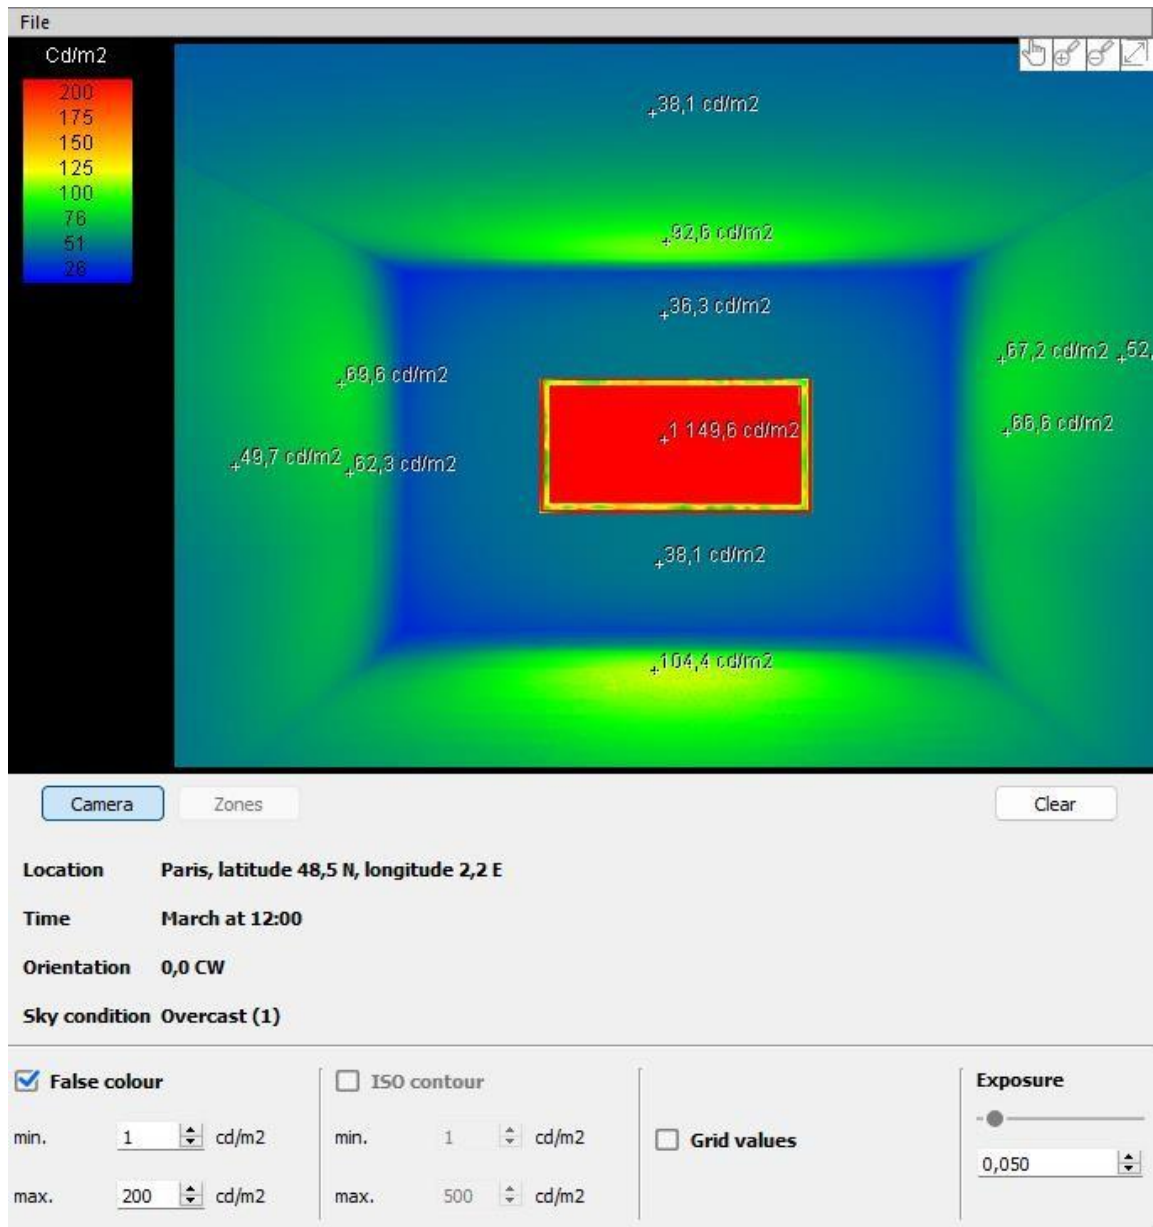 File
Cd/m2
200
175
150
125
100
76
51
26
38,1 cd/m2
92,6 cd/m2
36,3 cd/m2
67,2 cd/m2 52,
69,6 cd/m2
1 149,6 cd/m2
66,6 cd/m2
49,7 cd/m2 62,3 cd/m2
38,1 cd/m2
104,4 cd/m2
Camera Zones Clear
Location Paris, latitude 48,5 N, longitude 2,2 E
Time March at 12:00
Orientation 0,0 CW
Sky condition Overcast (1)
False colour ISO contour Exposure
min. 1 cd/m2 min. 1 cd/m2 Grid values 0,050
max. 200 cd/m2 max. 500 cd/m2